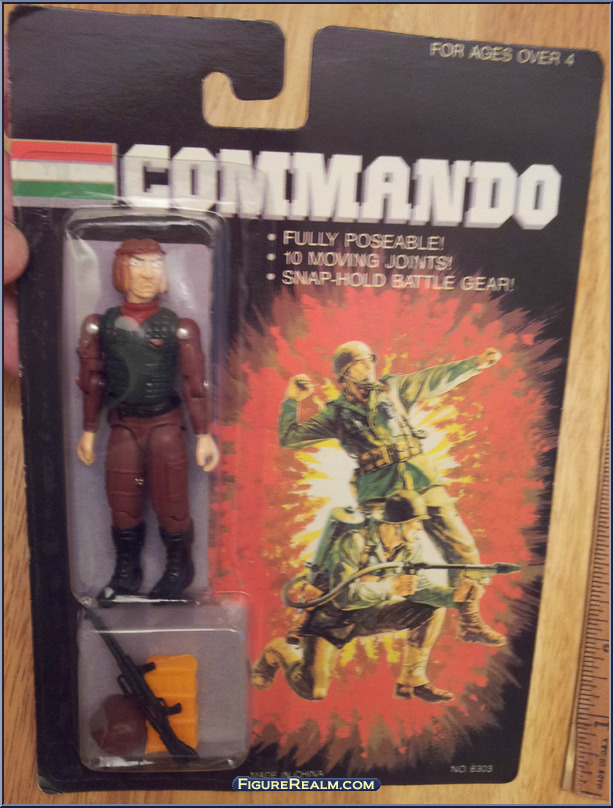 FOR AGES OVER 4
COMMANDO
• FULLY POSEABLE!
• 10 MOVING JOINTS!
• SNAP-HOLD BATTLE GEAR!
MADE IN CHINA
NO. 8303
FIGUREREALM.COM